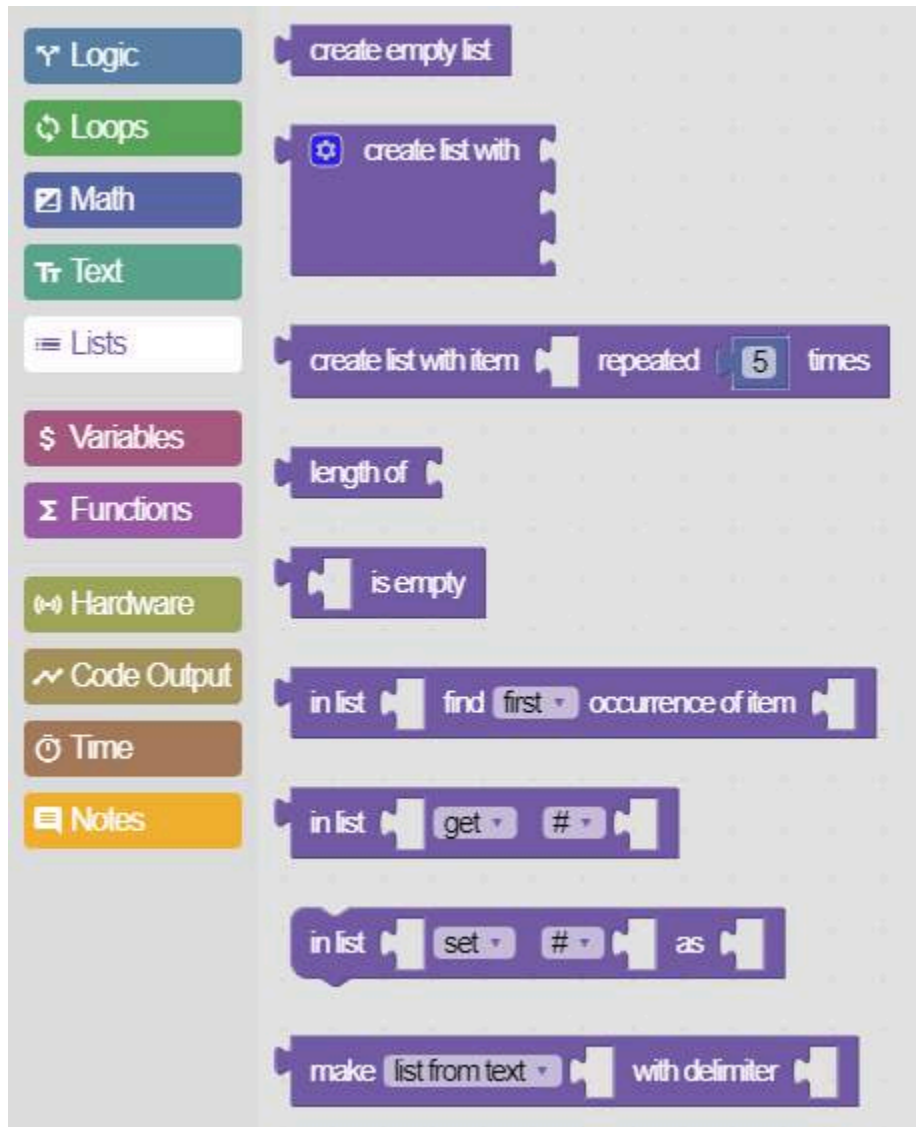 Logic
Loops
Math
Tт Text
Lists
$ Variables
Σ Functions
Hardware
Code Output
Time
Notes
create empty list
create list with
create list with item repeated 5 times
length of
is empty
in list find first occurrence of item
in list get #
in list set # as
make list from text with delimiter